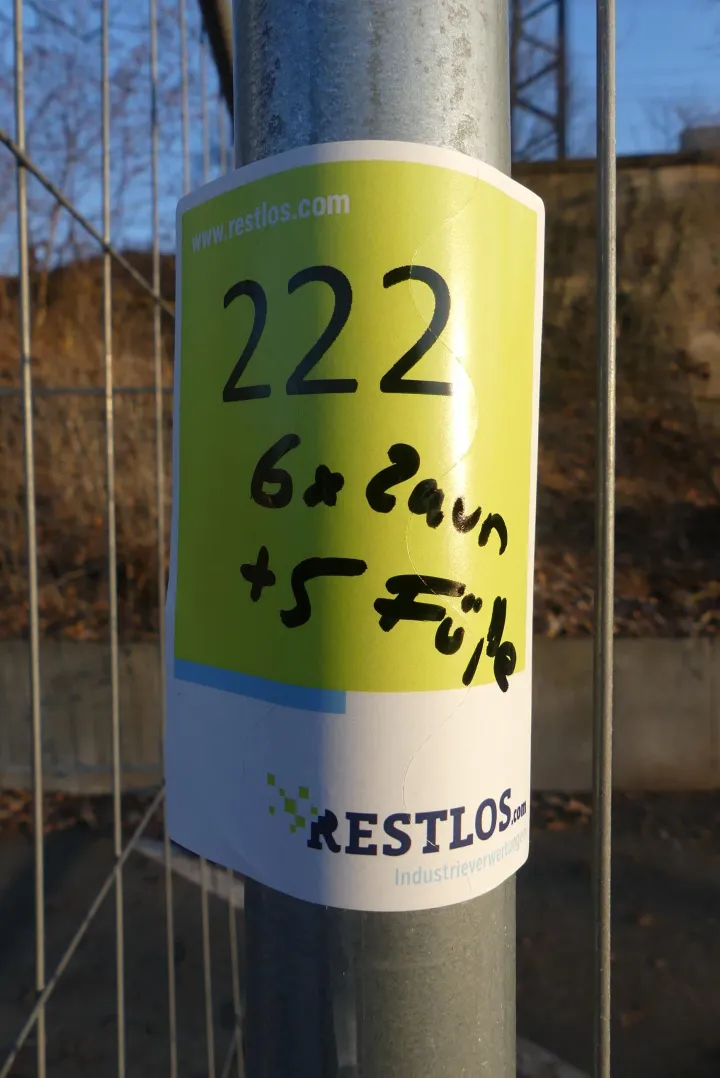 www.restlos.com
222
6x Zaun
+5 Füße
RESTLOS.com
Industrieverwertungen